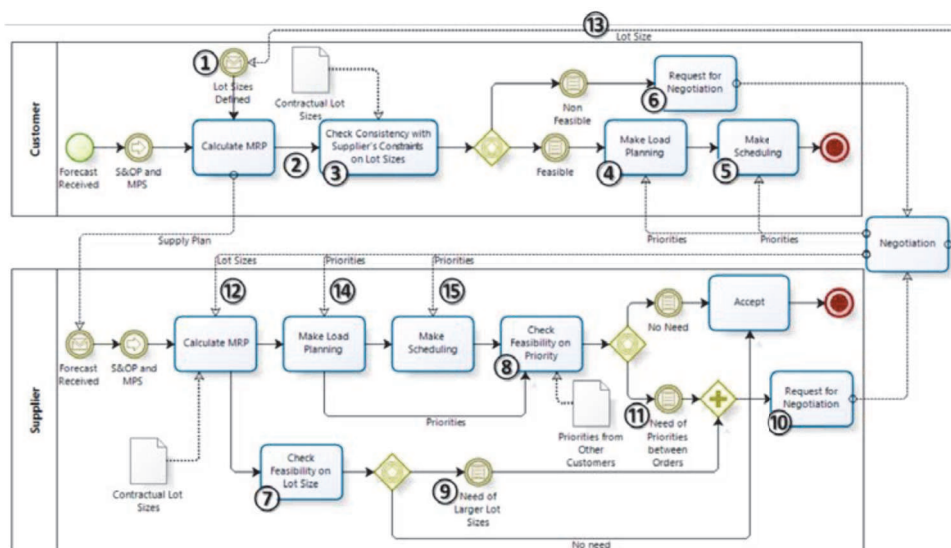 13
Lot Size
Customer
1
Lot Sizes
Defined
Contractual Lot
Sizes
Forecast
Received
S&OP and
MPS
Calculate MRP
2
Check Consistency with
Supplier's Constraints
on Lot Sizes
3
Non
Feasible
Request for
Negotiation
6
Feasible
Make Load
Planning
4
Make
Scheduling
5
Supply Plan
Priorities
Priorities
Negotiation
Supplier
Lot Sizes
Priorities
Priorities
12
14
15
Forecast
Received
S&OP and
MPS
Calculate MRP
Make Load
Planning
Make
Scheduling
Check
Feasibility on
Priority
8
No Need
Accept
Priorities
Priorities from
Other
Customers
11
Need of
Priorities
between
Orders
Request for
Negotiation
10
Contractual Lot
Sizes
Check
Feasibility on
Lot Size
7
9
Need of
Larger Lot
Sizes
No need